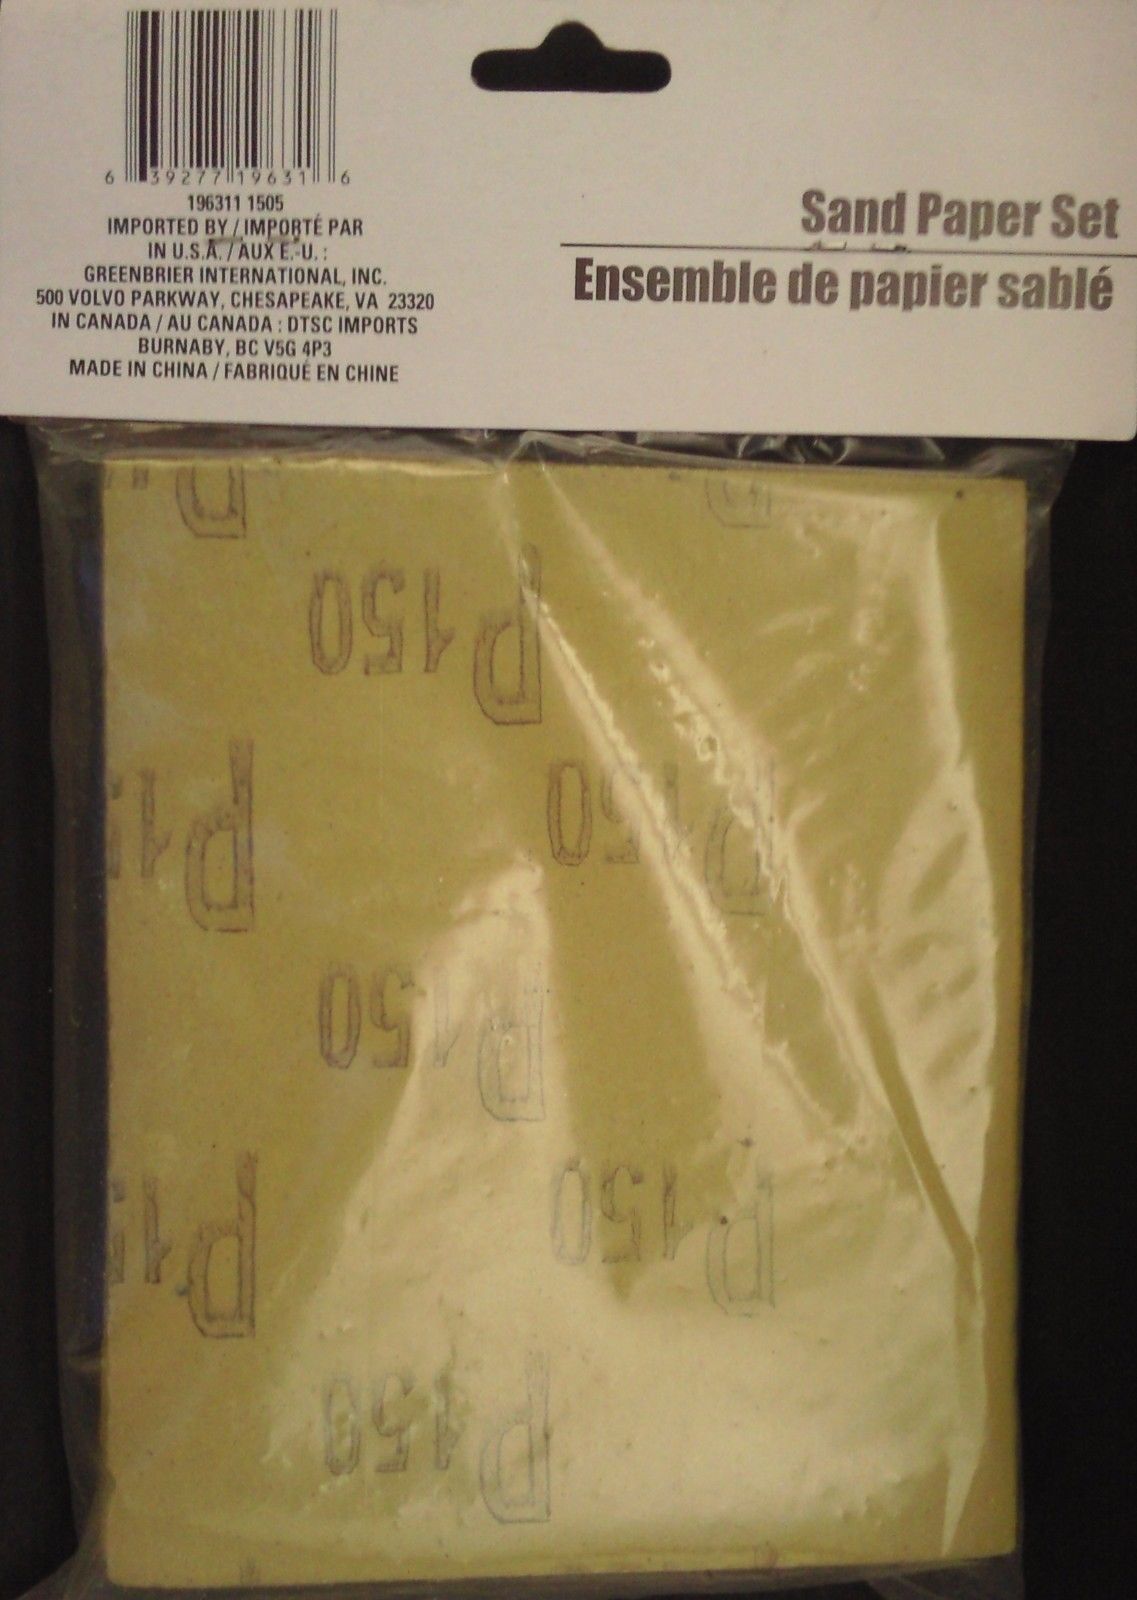 6 39277 19631 6
196311 1505
IMPORTED BY / IMPORTÉ PAR
IN U.S.A. / AUX É.-U. :
GREENBRIER INTERNATIONAL, INC.
500 VOLVO PARKWAY, CHESAPEAKE, VA 23320
IN CANADA / AU CANADA : DTSC IMPORTS
BURNABY, BC V5G 4P3
MADE IN CHINA / FABRIQUÉ EN CHINE
Sand Paper Set
Ensemble de papier sablé
P150
P150
P150
P150
P150